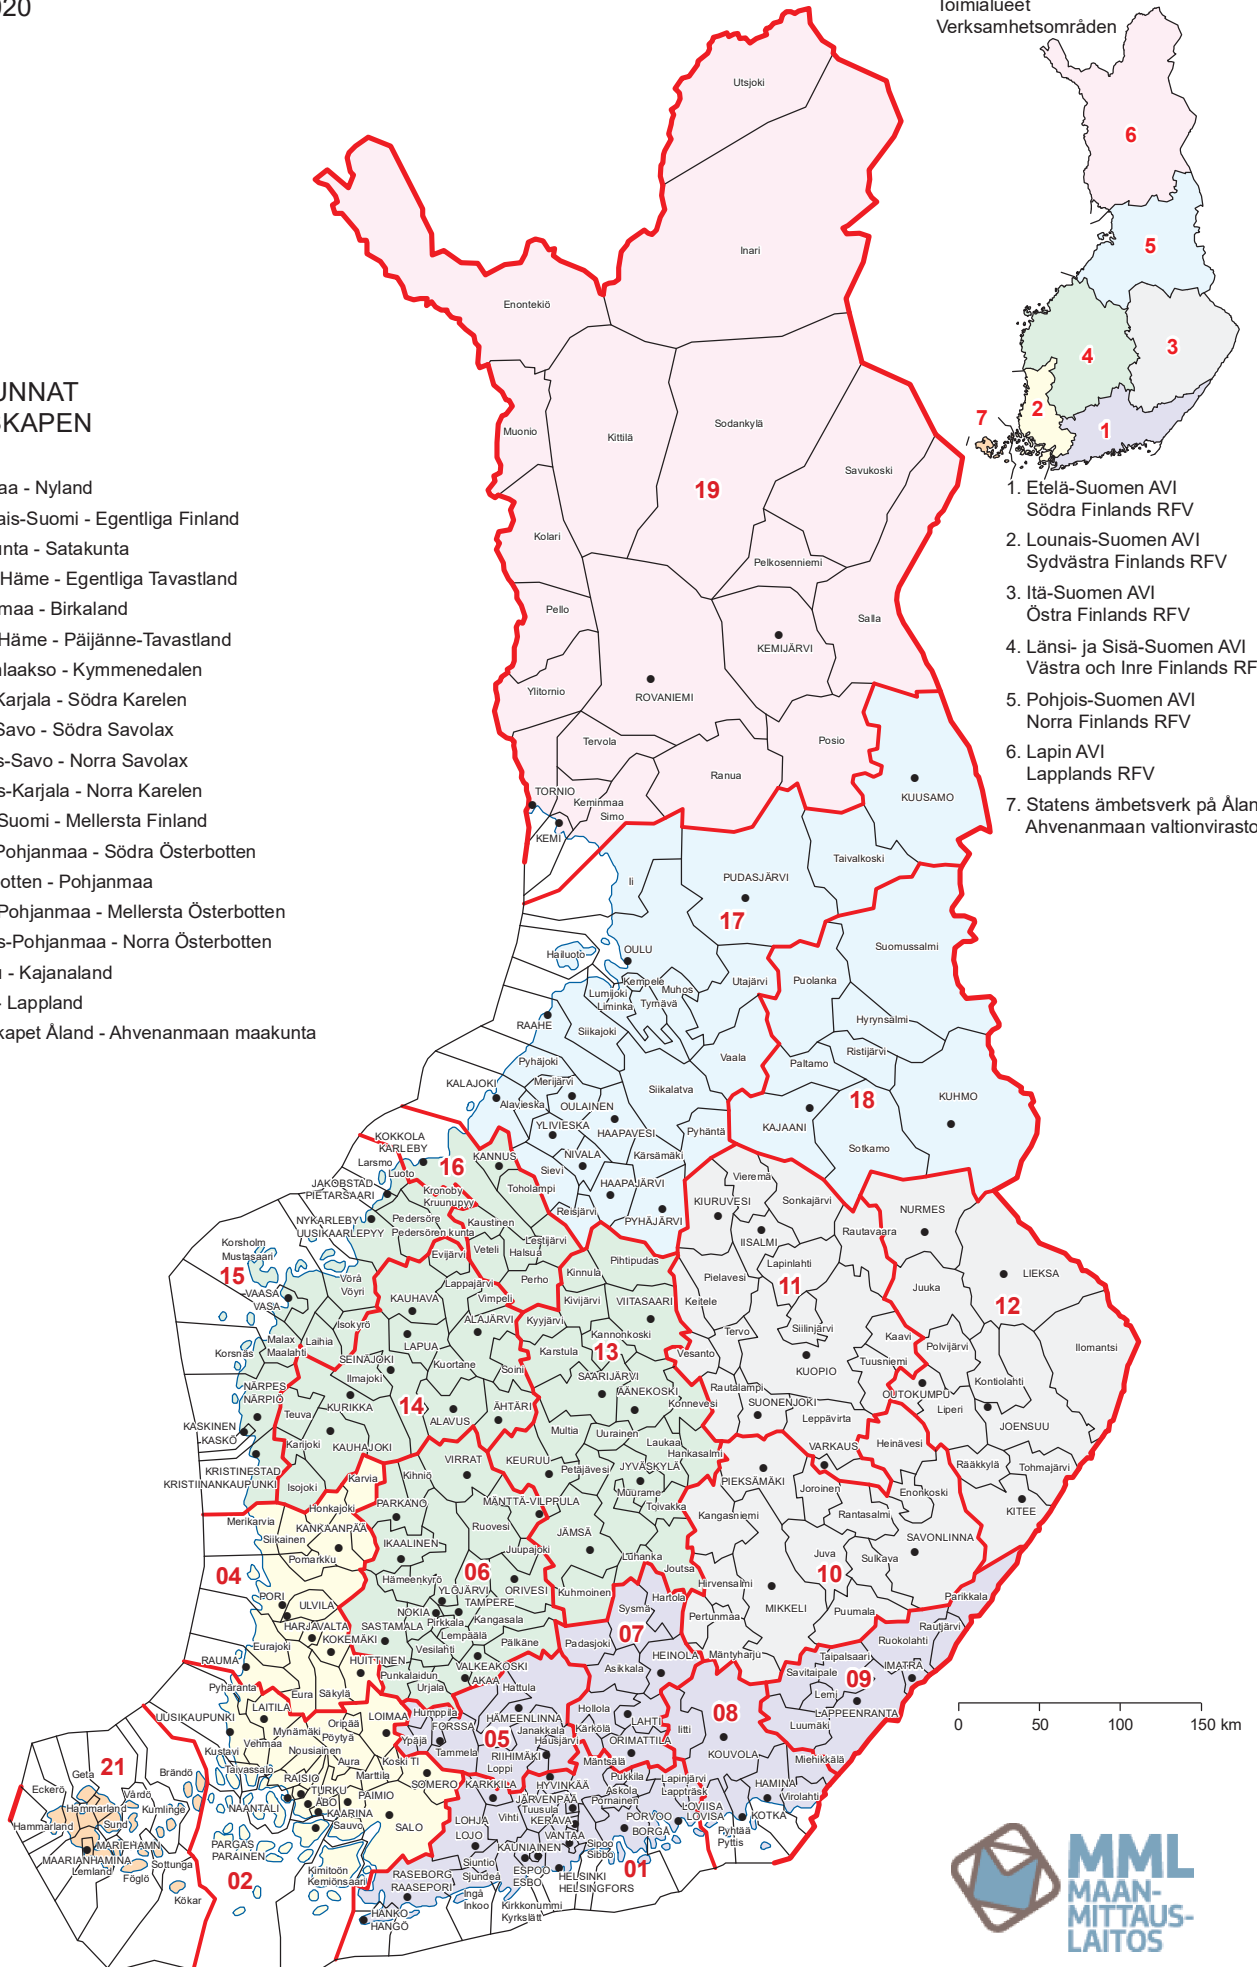 020
Toimialueet
Verksamhetsområden
6
5
4
3
2
7
1
1. Etelä-Suomen AVI
Södra Finlands RFV
2. Lounais-Suomen AVI
Sydvästra Finlands RFV
3. Itä-Suomen AVI
Östra Finlands RFV
4. Länsi- ja Sisä-Suomen AVI
Västra och Inre Finlands RF
5. Pohjois-Suomen AVI
Norra Finlands RFV
6. Lapin AVI
Lapplands RFV
7. Statens ämbetsverk på Ålan
Ahvenanmaan valtionvirasto
UNNAT
SKAPEN
aa - Nyland
ais-Suomi - Egentliga Finland
unta - Satakunta
Häme - Egentliga Tavastland
maa - Birkaland
Häme - Päijänne-Tavastland
nlaakso - Kymmenedalen
Karjala - Södra Karelen
Savo - Södra Savolax
s-Savo - Norra Savolax
s-Karjala - Norra Karelen
Suomi - Mellersta Finland
Pohjanmaa - Södra Österbotten
otten - Pohjanmaa
Pohjanmaa - Mellersta Österbotten
s-Pohjanmaa - Norra Österbotten
u - Kajanaland
- Lappland
kapet Åland - Ahvenanmaan maakunta
Utsjoki
Inari
Enontekiö
Muonio
Kittilä
Sodankylä
Savukoski
19
Kolari
Pelkosenniemi
Pello
Salla
KEMIJÄRVI
Ylitornio
ROVANIEMI
Tervola
Posio
Ranua
TORNIO
Keminmaa
Simo
KEMI
KUUSAMO
Taivalkoski
Ii
PUDASJÄRVI
17
Suomussalmi
Hailuoto
OULU
Kempele
Muhos
Utajärvi
Puolanka
Lumijoki
Liminka
Tyrnävä
RAAHE
Siikajoki
Hyrynsalmi
Vaala
Ristijärvi
Paltamo
Pyhäjoki
KALAJOKI
Merijärvi
Siikalatva
Alavieska
OULAINEN
18
KUHMO
YLIVIESKA
HAAPAVESI
Pyhäntä
KAJAANI
Sotkamo
KOKKOLA
KARLEBY
16
KANNUS
NIVALA
Kärsämäki
Larsmo
Luoto
Sievi
Toholampi
HAAPAJÄRVI
JAKOBSTAD
PIETARSAARI
Kronoby
Kruunupyy
Reisjärvi
PYHÄJÄRVI
Vieremä
KIURUVESI
Sonkajärvi
NURMES
NYKARLEBY
UUSIKAARLEPYY
Pedersöre
Pedersören kunta
Kaustinen
Lestijärvi
IISALMI
Rautavaara
Korsholm
Mustasaari
Evijärvi
Veteli
Halsua
Pihtipudas
Lapinlahti
LIEKSA
15
Vörå
Vöyri
Lappajärvi
Perho
Kinnula
Pielavesi
11
Juuka
12
VAASA
VASA
KAUHAVA
Vimpeli
Kivijärvi
VIITASAARI
Keitele
Isokyrö
ALAJÄRVI
Kyyjärvi
Kannonkoski
Tervo
Siilinjärvi
Kaavi
Polvijärvi
Ilomantsi
Malax
Maalahti
Laihia
LAPUA
Karstula
13
Vesanto
Tuusniemi
Korsnäs
SEINÄJOKI
Kuortane
Soini
SAARIJÄRVI
KUOPIO
Kontiolahti
Ilmajoki
ÄÄNEKOSKI
Rautalampi
OUTOKUMPU
NÄRPES
NÄRPIÖ
14
Konnevesi
SUONENJOKI
Liperi
Teuva
KURIKKA
ALAVUS
ÄHTÄRI
Leppävirta
JOENSUU
KASKINEN
KASKÖ
Karijoki
KAUHAJOKI
Multia
Uurainen
Laukaa
Hankasalmi
VARKAUS
Heinävesi
KRISTINESTAD
KRISTIINANKAUPUNKI
Isojoki
Karvia
Kihniö
VIRRAT
KEURUU
Petäjävesi
JYVÄSKYLÄ
Rääkkylä
Tohmajärvi
PIEKSÄMÄKI
Joroinen
Enonkoski
Honkajoki
PARKANO
MÄNTTÄ-VILPPULA
Muurame
Toivakka
Kangasniemi
Rantasalmi
KITEE
Merikarvia
Siikainen
KANKAANPÄÄ
Ruovesi
JÄMSÄ
SAVONLINNA
IKAALINEN
Juupajoki
Luhanka
Juva
Sulkava
Pomarkku
Joutsa
04
Hämeenkyrö
06
Hirvensalmi
10
YLÖJÄRVI
ORIVESI
Kuhmoinen
Hartola
Parikkala
PORI
ULVILA
TAMPERE
Sysmä
MIKKELI
Puumala
NOKIA
Pirkkala
Kangasala
Pertunmaa
Rautjärvi
HARJAVALTA
KOKEMÄKI
SASTAMALA
Lempäälä
07
Ruokolahti
Eurajoki
Vesilahti
Pälkäne
Padasjoki
HEINOLA
Mäntyharju
Taipalsaari
RAUMA
HUITTINEN
VALKEAKOSKI
Asikkala
Savitaipale
IMATRA
Pyhäranta
Punkalaidun
Urjala
AKAA
09
Eura
Säkylä
Hattula
Lemi
LAPPEENRANTA
UUSIKAUPUNKI
LAITILA
Humppila
HÄMEENLINNA
Hollola
LAHTI
Iitti
08
Luumäki
Oripää
LOIMAA
FORSSA
Janakkala
Kärkölä
Mynämäki
Pöytyä
Ypäjä
05
Hausjärvi
ORIMATTILA
KOUVOLA
Kustavi
Vehmaa
Nousiainen
Tammela
RIIHIMÄKI
Miehikkälä
Taivassalo
Aura
Koski Tl
Loppi
Mäntsälä
21
Brändö
RAISIO
Marttila
SOMERO
KARKKILA
HYVINKÄÄ
Pukkila
Lapinjärvi
Lappträsk
HAMINA
Geta
Vårdö
TURKU
ÅBO
PAIMIO
JÄRVENPÄÄ
Askola
Virolahti
Eckerö
Hammarland
Kumlinge
NAANTALI
KAARINA
Tuusula
Pornainen
LOVIISA
LOVISA
KOTKA
Hammarland
Sund
Sauvo
SALO
LOHJA
LOJO
Vihti
KERAVA
PORVOO
BORGÅ
Pyhtää
Pyttis
MARIEHAMN
MAARIANHAMINA
PARGAS
PARAINEN
VANTAA
Sipoo
Sibbo
Lemland
Sottunga
KAUNIAINEN
Föglö
Kimitoön
Kemiönsaari
Siuntio
Sjundeå
ESPOO
ESBO
01
02
RASEBORG
RAASEPORI
HELSINKI
HELSINGFORS
Kökar
Ingå
Inkoo
Kirkkonummi
Kyrkslätt
HANKO
HANGÖ
0 50 100 150 km
MML
MAAN-
MITTAUS-
LAITOS